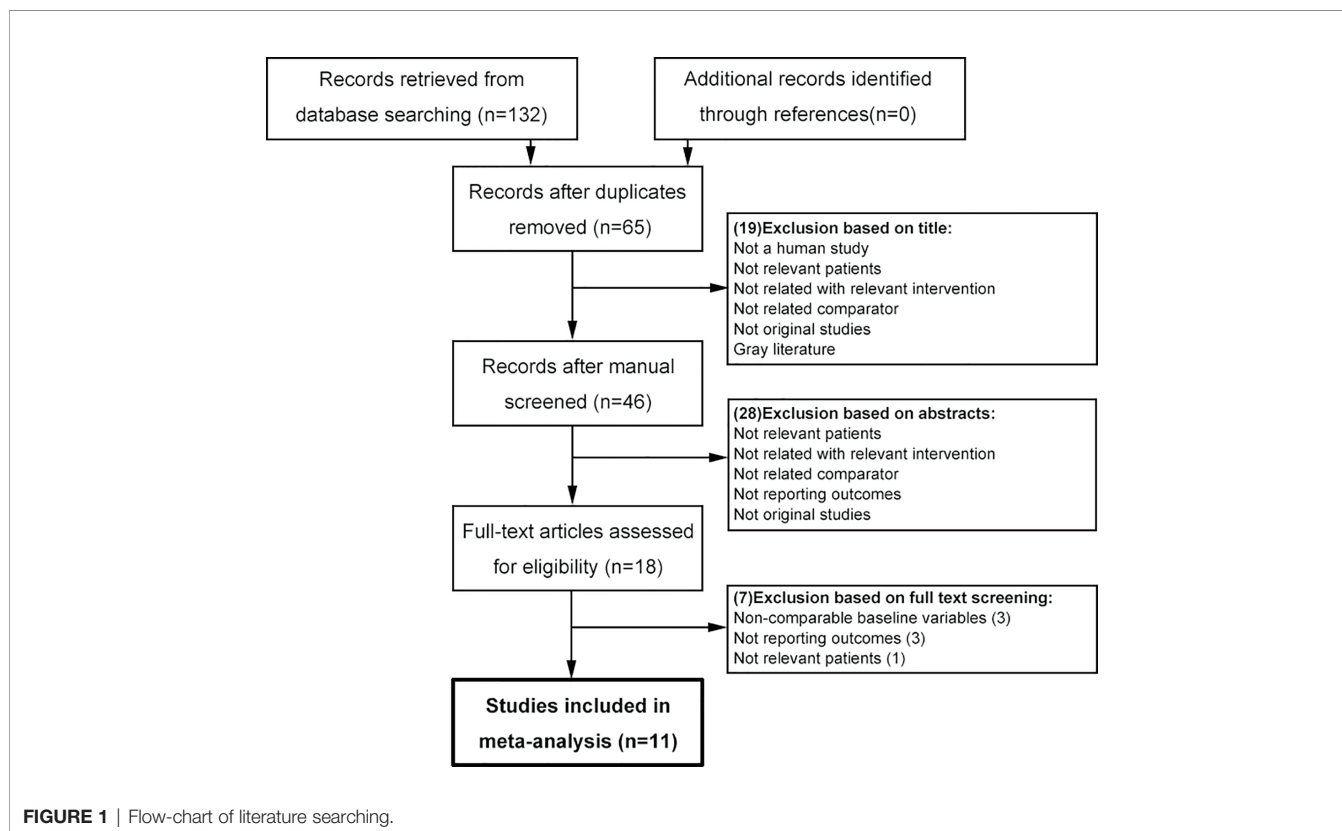 Records retrieved from
database searching (n=132)
Additional records identified
through references(n=0)
Records after duplicates
removed (n=65)
(19)Exclusion based on title:
Not a human study
Not relevant patients
Not related with relevant intervention
Not related comparator
Not original studies
Gray literature
Records after manual
screened (n=46)
(28)Exclusion based on abstracts:
Not relevant patients
Not related with relevant intervention
Not related comparator
Not reporting outcomes
Not original studies
Full-text articles assessed
for eligibility (n=18)
(7)Exclusion based on full text screening:
Non-comparable baseline variables (3)
Not reporting outcomes (3)
Not relevant patients (1)
Studies included in
meta-analysis (n=11)
FIGURE 1 | Flow-chart of literature searching.